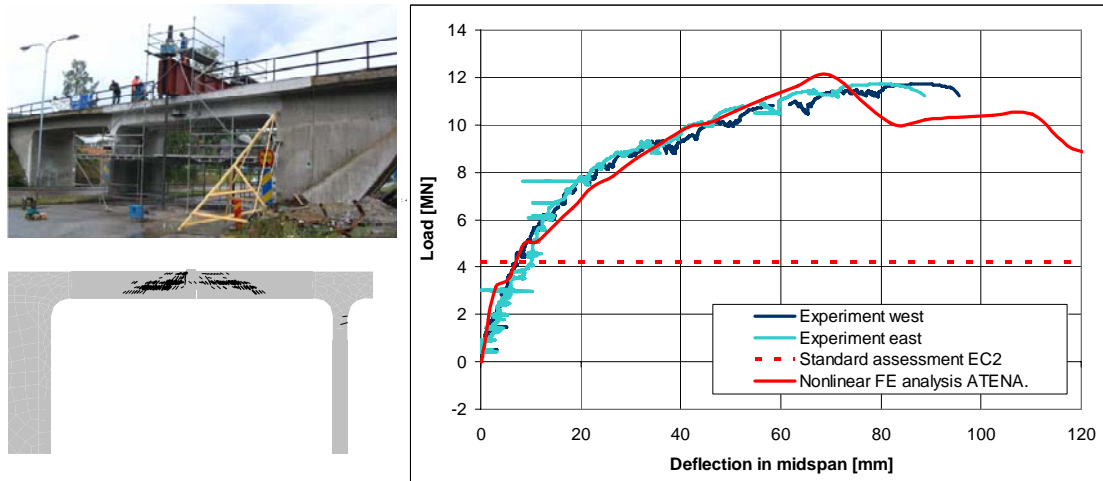 14
12
10
8
6
4
2
0
-2
Load [MN]
0 20 40 60 80 100 120
Deflection in midspan [mm]
Experiment west
Experiment east
Standard assessment EC2
Nonlinear FE analysis ATENA.